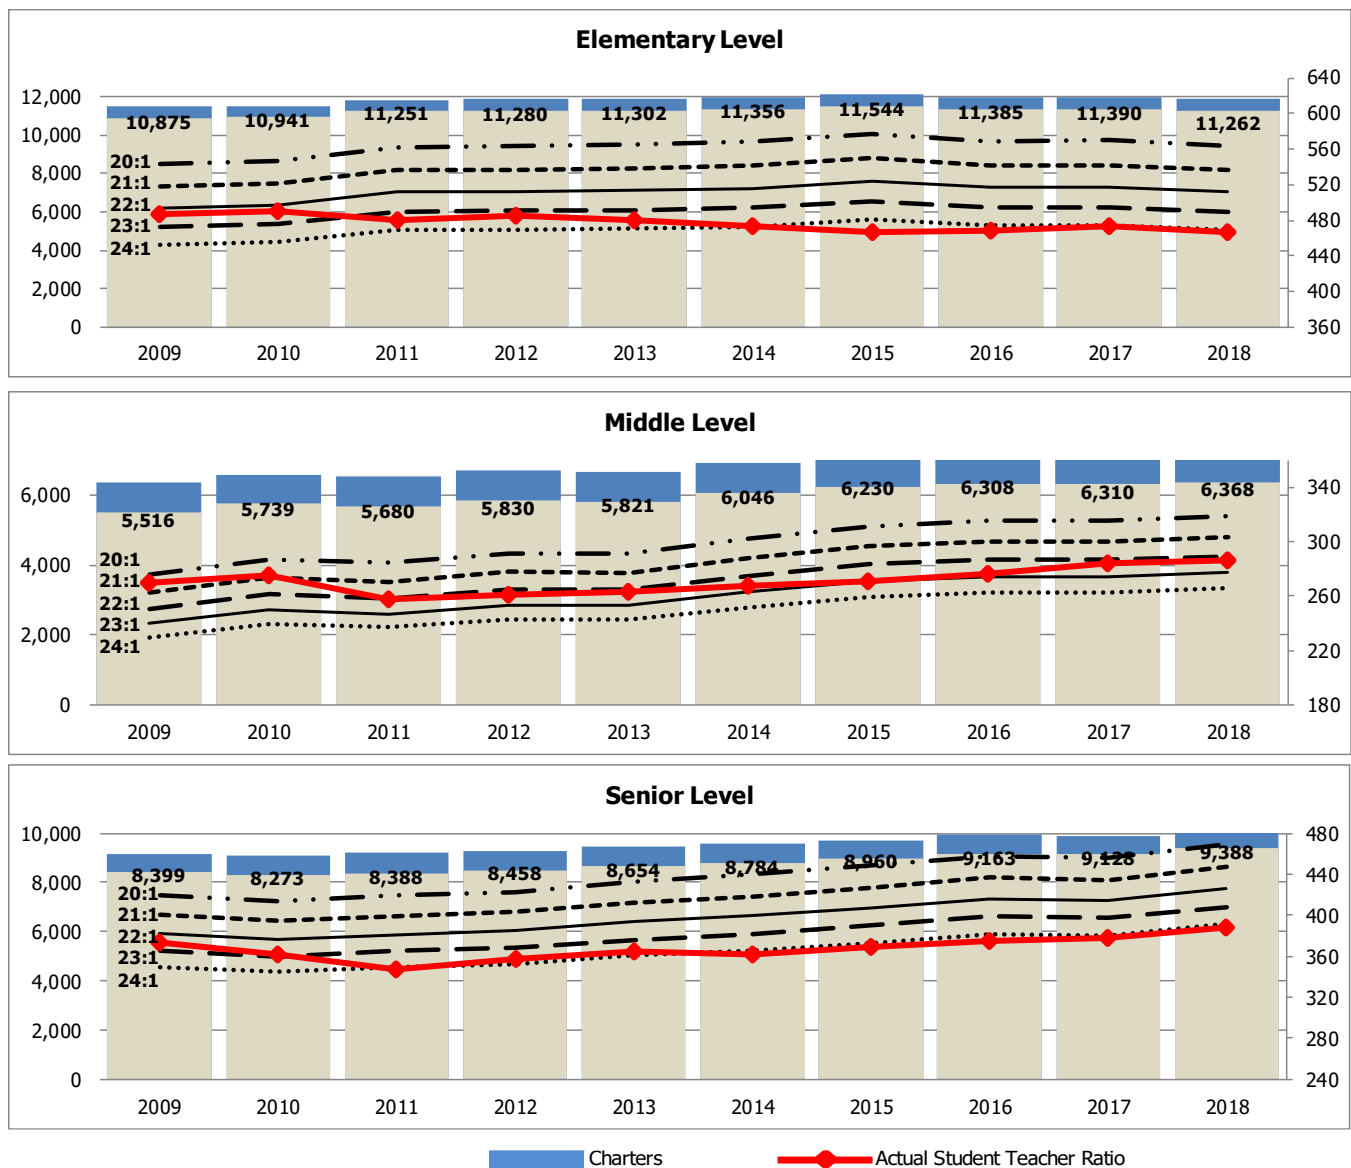 Elementary Level
640
12,000 10,875 10,941 11,251 11,280 11,302 11,356 11,544 11,385 11,390 11,262 600
10,000 20:1 560
8,000 21:1 520
6,000 22:1 480
4,000 23:1 440
2,000 24:1 400
0 360
2009 2010 2011 2012 2013 2014 2015 2016 2017 2018
Middle Level
6,000 5,516 5,739 5,680 5,830 5,821 6,046 6,230 6,308 6,310 6,368 340
20:1 300
4,000 21:1 260
22:1
23:1
2,000 24:1 220
0 180
2009 2010 2011 2012 2013 2014 2015 2016 2017 2018
Senior Level
10,000 480
8,399 8,273 8,388 8,458 8,654 8,784 8,960 9,163 9,128 9,388
8,000 20:1 440
21:1 400
6,000 22:1
23:1 360
4,000 24:1 320
2,000 280
0 240
2009 2010 2011 2012 2013 2014 2015 2016 2017 2018
Charters Actual Student Teacher Ratio